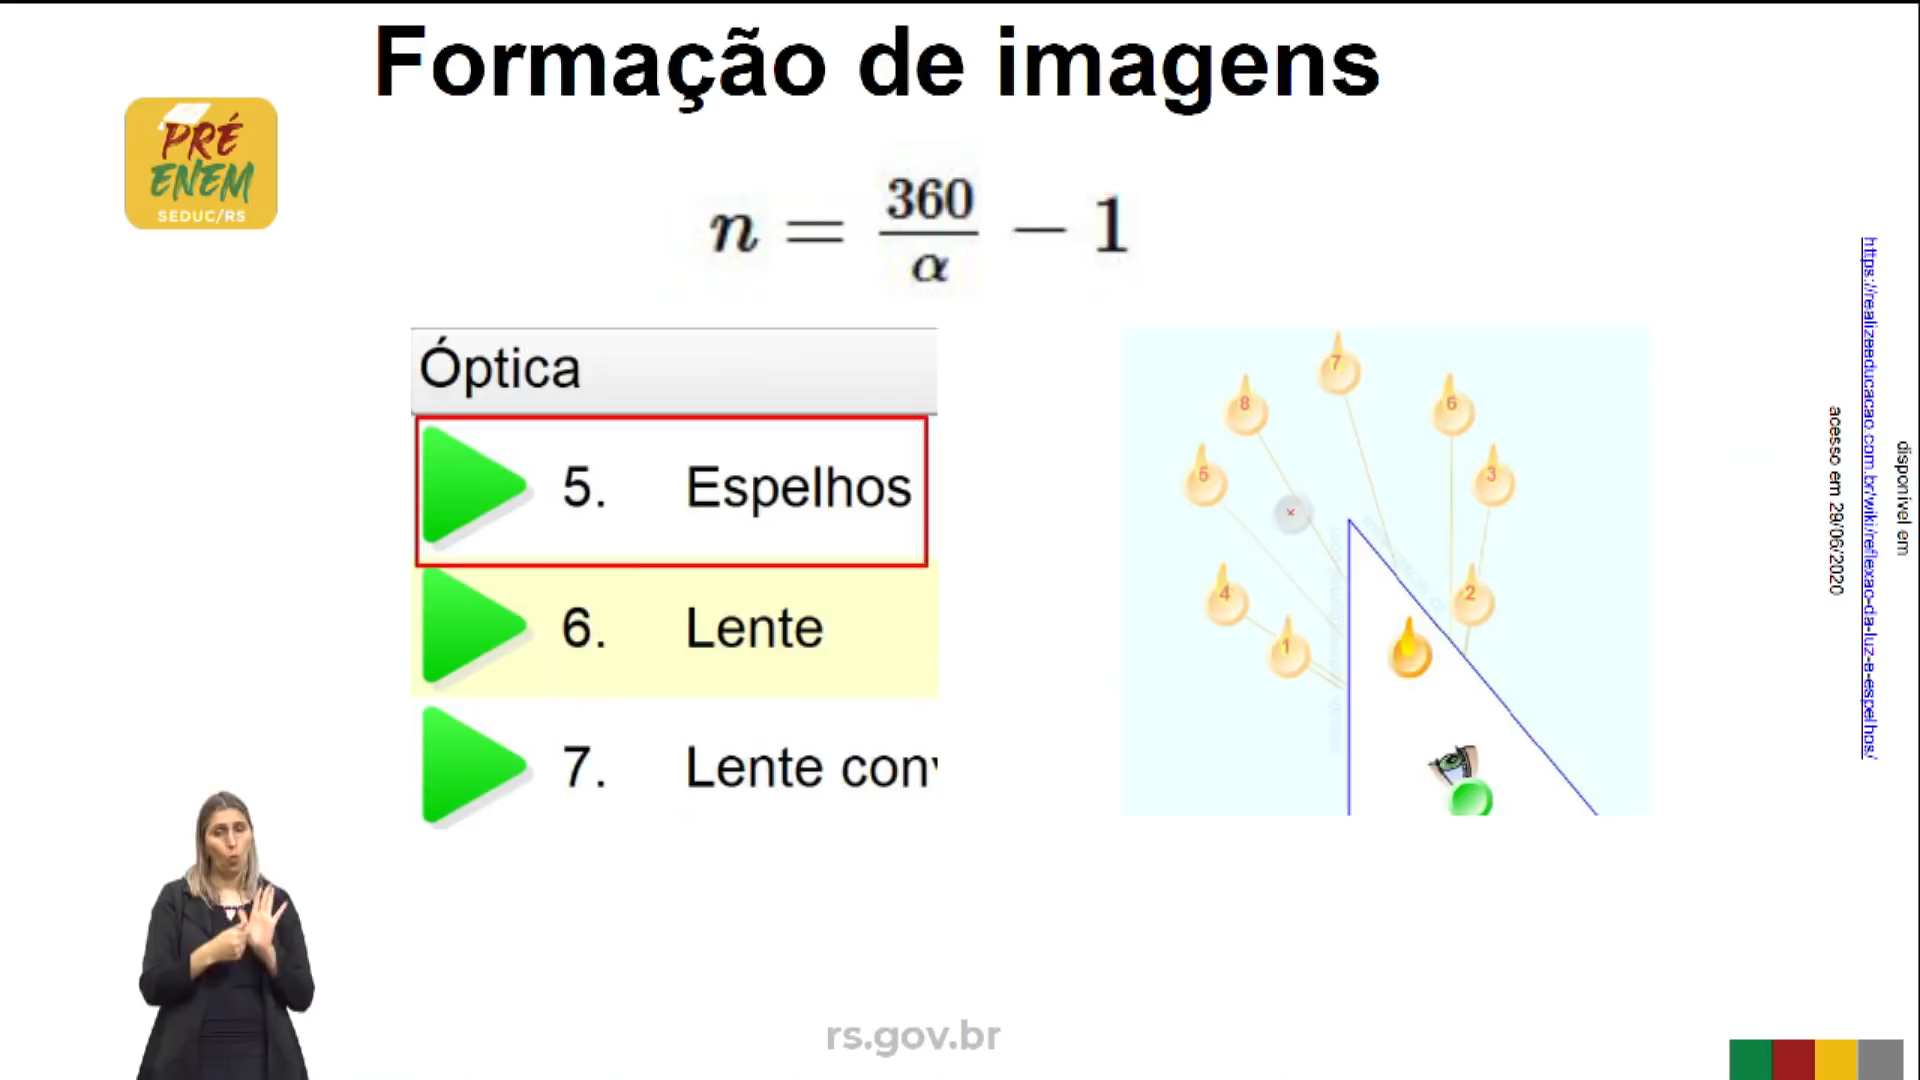 Formação de imagens
PRÉ
ENEM
SEDUC/RS
n = 360/α − 1
Óptica
5. Espelhos
6. Lente
7. Lente con
7
8
6
5
3
×
4
2
1
disponível em
https://realizeeducacao.com.br/wiki/reflexao-da-luz-e-espelhos/
acesso em 29/06/2020
rs.gov.br